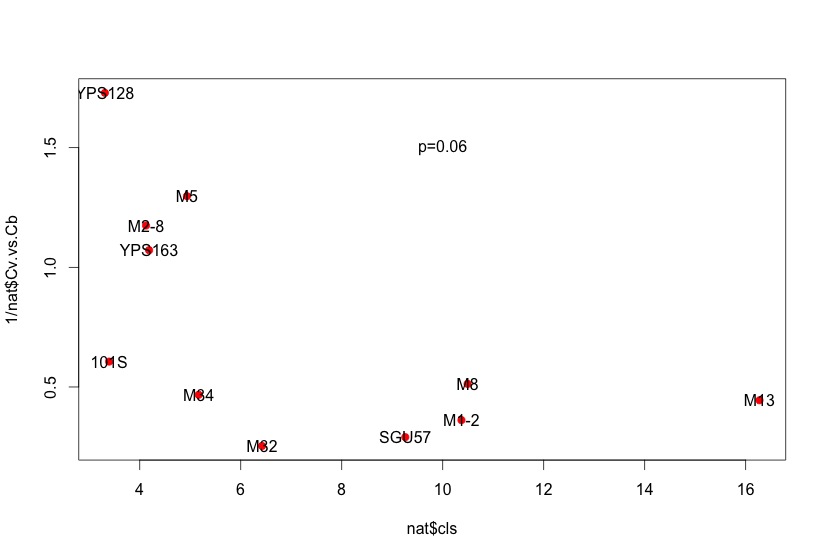 YPS128
1.5
p=0.06
M5
M2-8
YPS163
1/nat$Cv.vs.Cb
1.0
101S
M8
0.5
M34
M13
M1-2
SGU57
M32
4 6 8 10 12 14 16
nat$cls